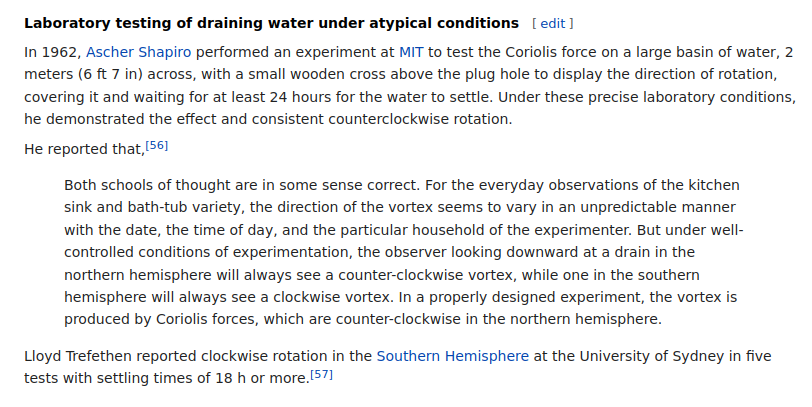 Laboratory testing of draining water under atypical conditions [ edit ]
In 1962, Ascher Shapiro performed an experiment at MIT to test the Coriolis force on a large basin of water, 2
meters (6 ft 7 in) across, with a small wooden cross above the plug hole to display the direction of rotation,
covering it and waiting for at least 24 hours for the water to settle. Under these precise laboratory conditions,
he demonstrated the effect and consistent counterclockwise rotation.
He reported that,[56]
Both schools of thought are in some sense correct. For the everyday observations of the kitchen
sink and bath-tub variety, the direction of the vortex seems to vary in an unpredictable manner
with the date, the time of day, and the particular household of the experimenter. But under well-
controlled conditions of experimentation, the observer looking downward at a drain in the
northern hemisphere will always see a counter-clockwise vortex, while one in the southern
hemisphere will always see a clockwise vortex. In a properly designed experiment, the vortex is
produced by Coriolis forces, which are counter-clockwise in the northern hemisphere.
Lloyd Trefethen reported clockwise rotation in the Southern Hemisphere at the University of Sydney in five
tests with settling times of 18 h or more.[57]